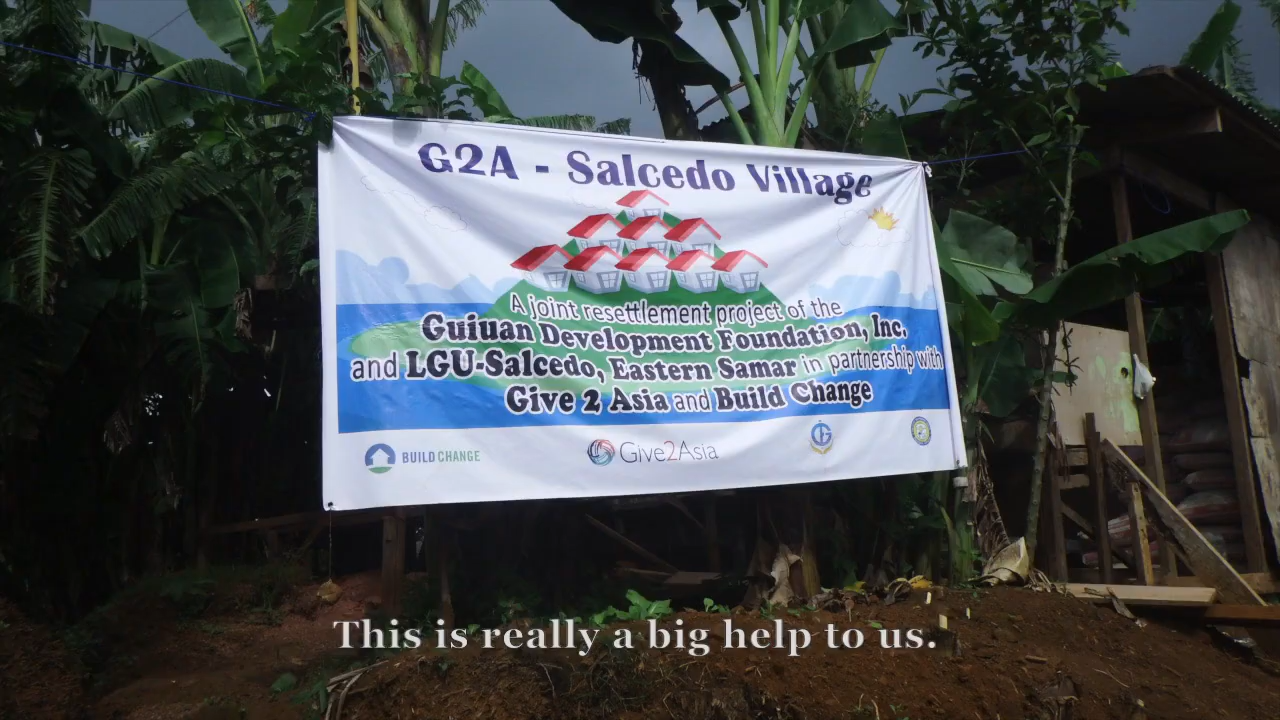 G2A - Salcedo Village
A joint resettlement project of the
Guiuan Development Foundation, Inc.
and LGU-Salcedo, Eastern Samar in partnership with
Give 2 Asia and Build Change
BUILD CHANGE
Give2Asia
This is really a big help to us.